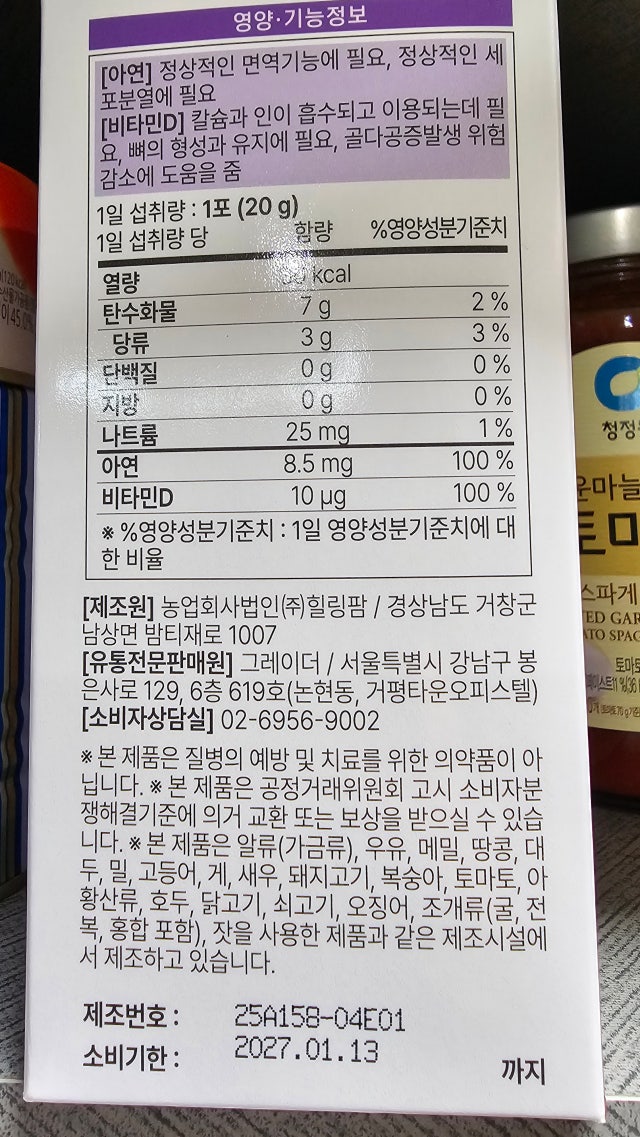 영양·기능정보
[아연] 정상적인 면역기능에 필요, 정상적인 세
포분열에 필요
[비타민D] 칼슘과 인이 흡수되고 이용되는데 필
요, 뼈의 형성과 유지에 필요, 골다공증발생 위험
감소에 도움을 줌
1일 섭취량 : 1포 (20 g)
1일 섭취량 당 함량 %영양성분기준치
열량 kcal
탄수화물 7 g 2 %
당류 3 g 3 %
단백질 0 g 0 %
지방 0 g 0 %
나트륨 25 mg 1 %
아연 8.5 mg 100 %
비타민D 10 µg 100 %
※ %영양성분기준치 : 1일 영양성분기준치에 대
한 비율
[제조원] 농업회사법인(주)힐링팜 / 경상남도 거창군
남상면 밤티재로 1007
[유통전문판매원] 그레이더 / 서울특별시 강남구 봉
은사로 129, 6층 619호(논현동, 거평타운오피스텔)
[소비자상담실] 02-6956-9002
※ 본 제품은 질병의 예방 및 치료를 위한 의약품이 아
닙니다. ※ 본 제품은 공정거래위원회 고시 소비자분
쟁해결기준에 의거 교환 또는 보상을 받으실 수 있습
니다. ※ 본 제품은 알류(가금류), 우유, 메밀, 땅콩, 대
두, 밀, 고등어, 게, 새우, 돼지고기, 복숭아, 토마토, 아
황산류, 호두, 닭고기, 쇠고기, 오징어, 조개류(굴, 전
복, 홍합 포함), 잣을 사용한 제품과 같은 제조시설에
서 제조하고 있습니다.
제조번호 : 25A158-04E01
소비기한 : 2027.01.13 까지
청정
운마늘
토마
스파게
TED GAR
ATO SPAG
토마토